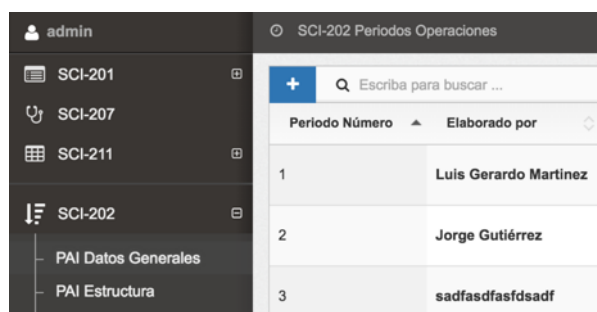 admin
SCI-201
SCI-207
SCI-211
SCI-202
PAI Datos Generales
PAI Estructura
SCI-202 Periodos Operaciones
Escriba para buscar ...
Periodo Número Elaborado por
1 Luis Gerardo Martinez
2 Jorge Gutiérrez
3 sadfasdfasfdsadf